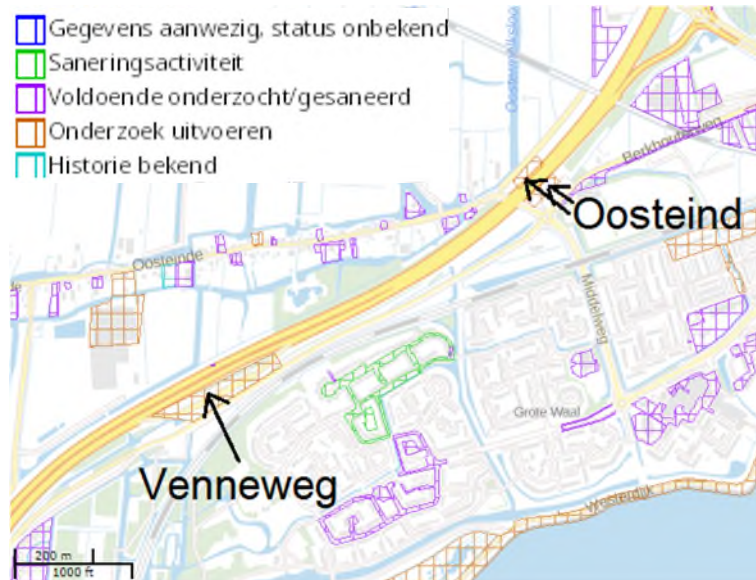 Gegevens aanwezig, status onbekend
Saneringsactiviteit
Voldoende onderzocht/gesaneerd
Onderzoek uitvoeren
Historie bekend
Berkhouterweg
Oosteind
Oosteinde
de
Middelweg
Grote Waal
Venneweg
Westerdijk
200 m
1000 ft